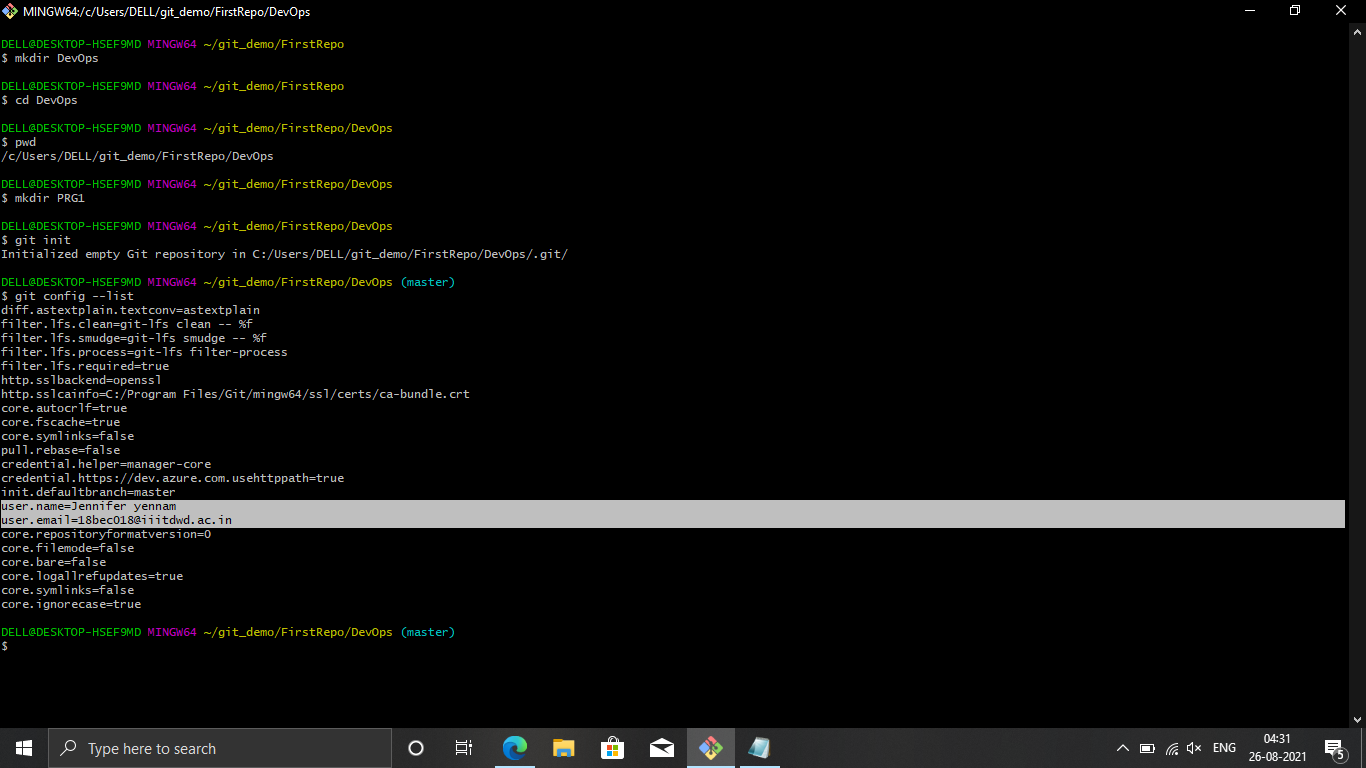 MINGW64:/c/Users/DELL/git_demo/FirstRepo/DevOps
DELL@DESKTOP-HSEF9MD MINGW64 ~/git_demo/FirstRepo
$ mkdir DevOps
DELL@DESKTOP-HSEF9MD MINGW64 ~/git_demo/FirstRepo
$ cd DevOps
DELL@DESKTOP-HSEF9MD MINGW64 ~/git_demo/FirstRepo/DevOps
$ pwd
/c/Users/DELL/git_demo/FirstRepo/DevOps
DELL@DESKTOP-HSEF9MD MINGW64 ~/git_demo/FirstRepo/DevOps
$ mkdir PRG1
DELL@DESKTOP-HSEF9MD MINGW64 ~/git_demo/FirstRepo/DevOps
$ git init
Initialized empty Git repository in C:/Users/DELL/git_demo/FirstRepo/DevOps/.git/
DELL@DESKTOP-HSEF9MD MINGW64 ~/git_demo/FirstRepo/DevOps (master)
$ git config --list
diff.astextplain.textconv=astextplain
filter.lfs.clean=git-lfs clean -- %f
filter.lfs.smudge=git-lfs smudge -- %f
filter.lfs.process=git-lfs filter-process
filter.lfs.required=true
http.sslbackend=openssl
http.sslcainfo=C:/Program Files/Git/mingw64/ssl/certs/ca-bundle.crt
core.autocrlf=true
core.fscache=true
core.symlinks=false
pull.rebase=false
credential.helper=manager-core
credential.https://dev.azure.com.usehttppath=true
init.defaultbranch=master
user.name=Jennifer yennam
user.email=18bec018@iiitdwd.ac.in
core.repositoryformatversion=0
core.filemode=false
core.bare=false
core.logallrefupdates=true
core.symlinks=false
core.ignorecase=true
DELL@DESKTOP-HSEF9MD MINGW64 ~/git_demo/FirstRepo/DevOps (master)
$
Type here to search
ENG
04:31
26-08-2021
5